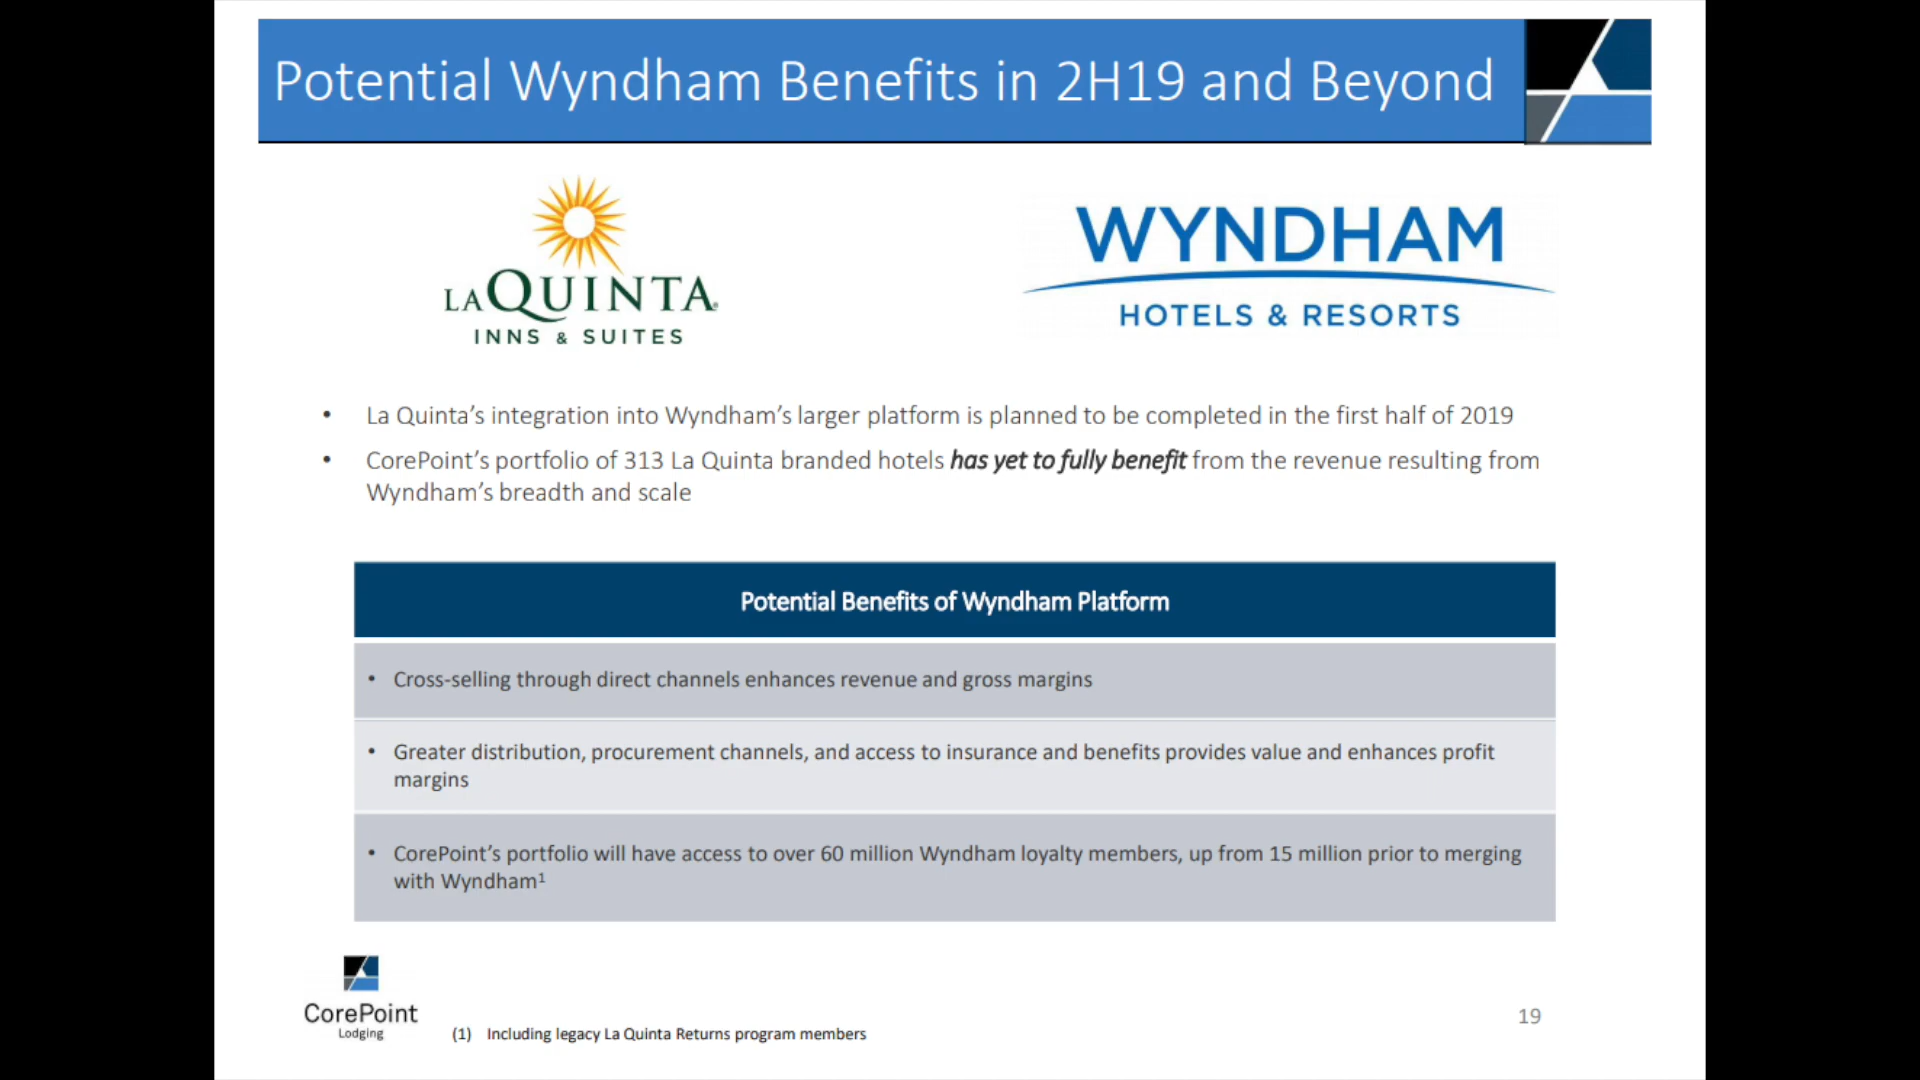 Potential Wyndham Benefits in 2H19 and Beyond
LA QUINTA®
INNS & SUITES
WYNDHAM
HOTELS & RESORTS
• La Quinta’s integration into Wyndham’s larger platform is planned to be completed in the first half of 2019
• CorePoint’s portfolio of 313 La Quinta branded hotels has yet to fully benefit from the revenue resulting from
Wyndham’s breadth and scale
Potential Benefits of Wyndham Platform
• Cross-selling through direct channels enhances revenue and gross margins
• Greater distribution, procurement channels, and access to insurance and benefits provides value and enhances profit
margins
• CorePoint’s portfolio will have access to over 60 million Wyndham loyalty members, up from 15 million prior to merging
with Wyndham¹
CorePoint
Lodging
(1) Including legacy La Quinta Returns program members
19